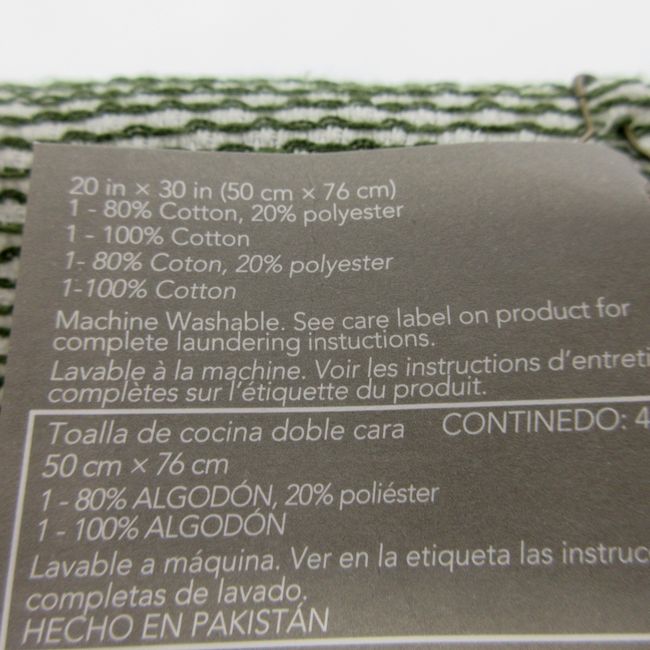 20 in × 30 in (50 cm × 76 cm)
1 - 80% Cotton, 20% polyester
1 - 100% Cotton
1- 80% Coton, 20% polyester
1-100% Cotton
Machine Washable. See care label on product for
complete laundering instuctions.
Lavable à la machine. Voir les instructions d'entreti
complètes sur l'étiquette du produit.
Toalla de cocina doble cara CONTINEDO: 4
50 cm × 76 cm
1 - 80% ALGODÓN, 20% poliéster
1 - 100% ALGODÓN
Lavable a máquina. Ver en la etiqueta las instruc
completas de lavado.
HECHO EN PAKISTÁN